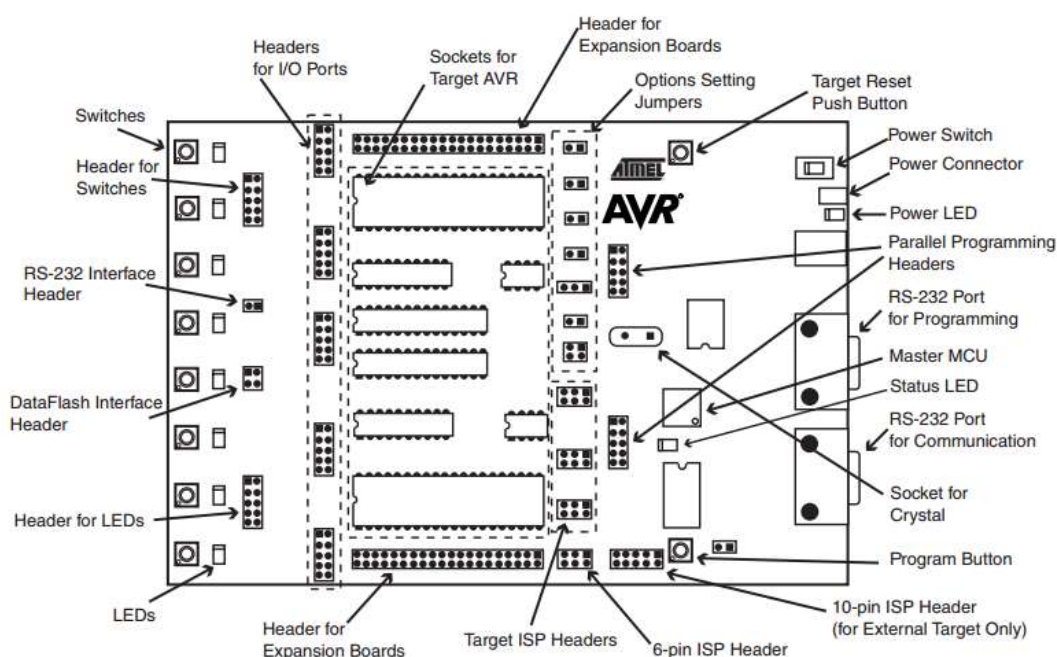 Header for
Expansion Boards
Headers
for I/O Ports
Sockets for
Target AVR
Options Setting
Jumpers
Target Reset
Push Button
Switches
Power Switch
Header for
Switches
Power Connector
ATMEL
AVR
Power LED
Parallel Programming
Headers
RS-232 Interface
Header
RS-232 Port
for Programming
Master MCU
Status LED
DataFlash Interface
Header
RS-232 Port
for Communication
Socket for
Crystal
Header for LEDs
Program Button
LEDs
10-pin ISP Header
(for External Target Only)
Header for
Expansion Boards
Target ISP Headers
6-pin ISP Header